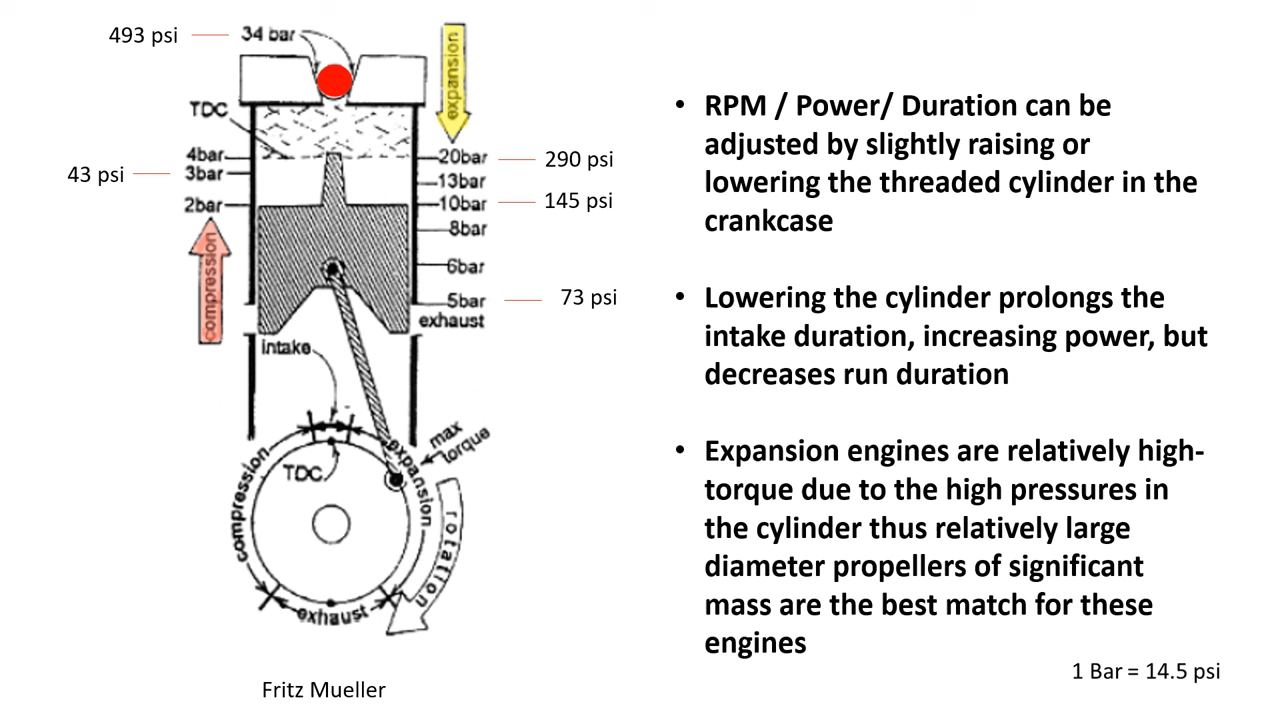 493 psi
34 bar
expansion
TDC
4bar
20bar
290 psi
43 psi
3bar
13bar
2bar
10bar
145 psi
8bar
compression
6bar
5bar
73 psi
exhaust
intake
max
torque
expansion
compression
TDC
rotation
exhaust
Fritz Mueller
• RPM / Power/ Duration can be
adjusted by slightly raising or
lowering the threaded cylinder in the
crankcase
• Lowering the cylinder prolongs the
intake duration, increasing power, but
decreases run duration
• Expansion engines are relatively high-
torque due to the high pressures in
the cylinder thus relatively large
diameter propellers of significant
mass are the best match for these
engines
1 Bar = 14.5 psi